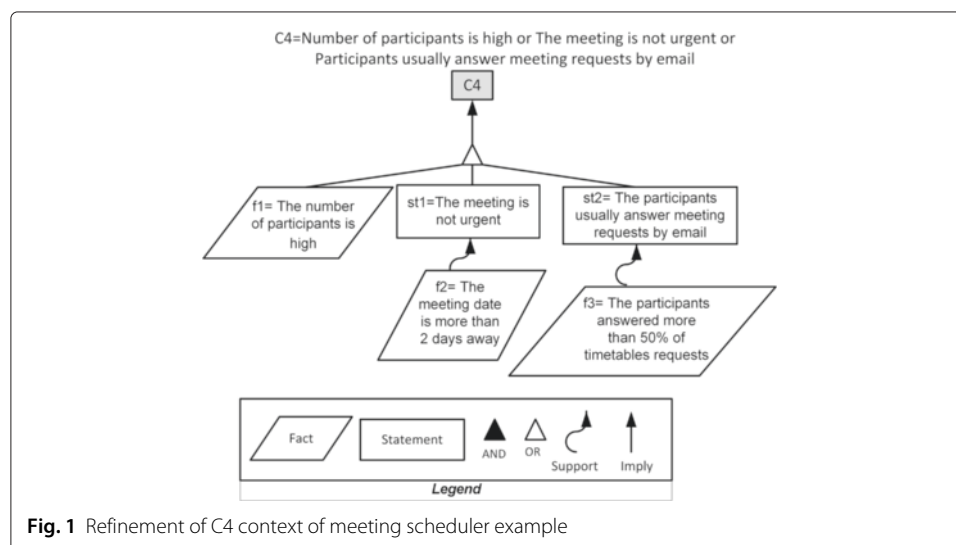 C4=Number of participants is high or The meeting is not urgent or
Participants usually answer meeting requests by email
C4
f1= The number
of participants is
high
st1=The meeting is
not urgent
st2= The participants
usually answer meeting
requests by email
f2= The
meeting date
is more than
2 days away
f3= The participants
answered more
than 50% of
timetables requests
Fact
Statement
AND
OR
Support
Imply
Legend
Fig. 1 Refinement of C4 context of meeting scheduler example